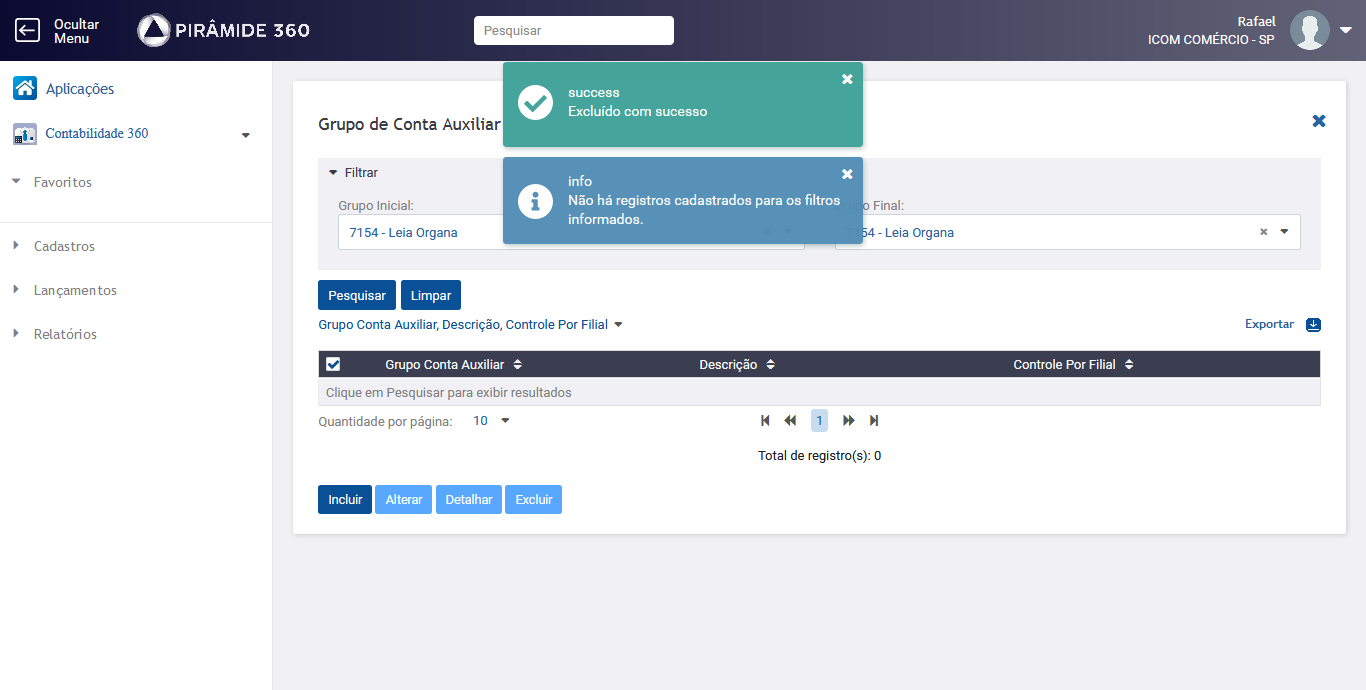 Ocultar
Menu
PIRÂMIDE 360
Pesquisar
Rafael
ICOM COMÉRCIO - SP
Aplicações
Contabilidade 360
Favoritos
Cadastros
Lançamentos
Relatórios
success
Excluído com sucesso
Grupo de Conta Auxiliar
info
Não há registros cadastrados para os filtros
informados.
Filtrar
Grupo Inicial:
Final:
7154 - Leia Organa
7154 - Leia Organa
Pesquisar
Limpar
Grupo Conta Auxiliar, Descrição, Controle Por Filial
Exportar
Grupo Conta Auxiliar
Descrição
Controle Por Filial
Clique em Pesquisar para exibir resultados
Quantidade por página:
10
1
Total de registro(s): 0
Incluir
Alterar
Detalhar
Excluir